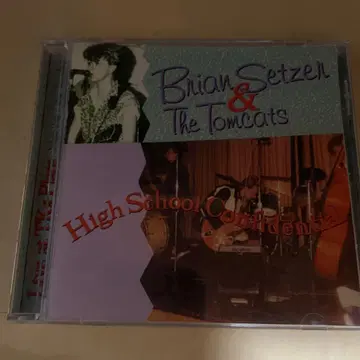 Brian Setzer
&
The Tomcats
High School Confidential